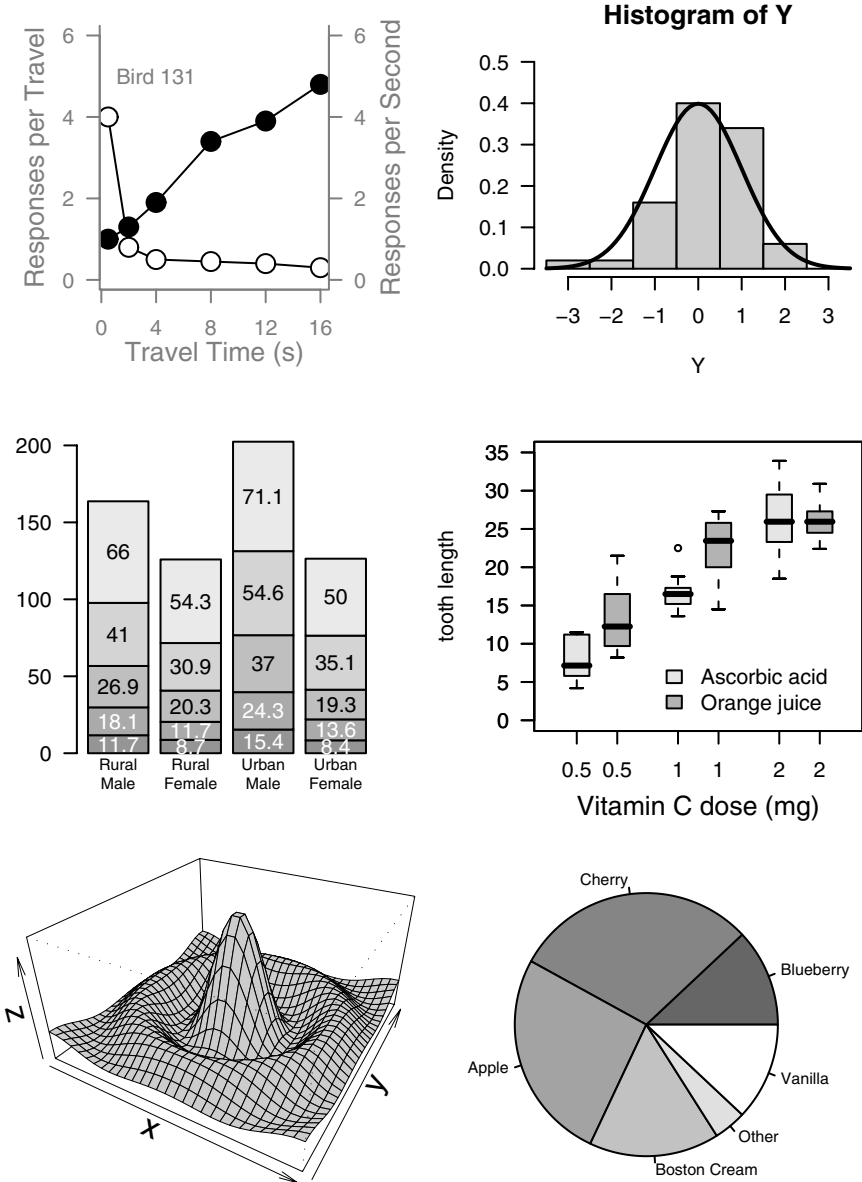 Responses per Travel
6
4
2
0
Bird 131
6
4
2
0
Responses per Second
0 4 8 12 16
Travel Time (s)
Histogram of Y
Density
0.5
0.4
0.3
0.2
0.1
0.0
−3 −2 −1 0 1 2 3
Y
200
150
100
50
0
66
41
26.9
18.1
11.7
54.3
30.9
20.3
11.7
8.7
71.1
54.6
37
24.3
15.4
50
35.1
19.3
13.6
8.4
Rural
Male
Rural
Female
Urban
Male
Urban
Female
tooth length
35
30
25
20
15
10
5
0
Ascorbic acid
Orange juice
0.5 0.5 1 1 2 2
Vitamin C dose (mg)
z
x
y
Cherry
Blueberry
Apple
Vanilla
Other
Boston Cream